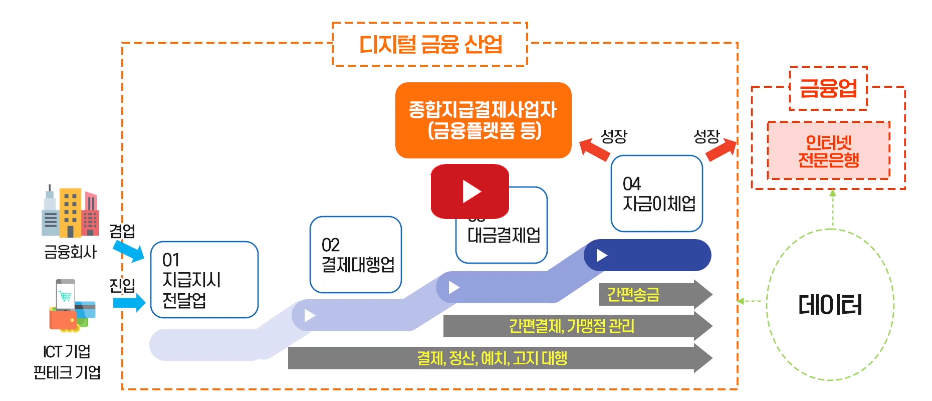 디지털 금융 산업
종합지급결제사업자
(금융플랫폼 등)
금융업
인터넷
전문은행
성장
성장
04
자금이체업
대금결제업
02
결제대행업
01
지급지시
전달업
겸업
금융회사
진입
ICT 기업
핀테크 기업
간편송금
간편결제, 가맹점 관리
결제, 정산, 예치, 고지 대행
데이터